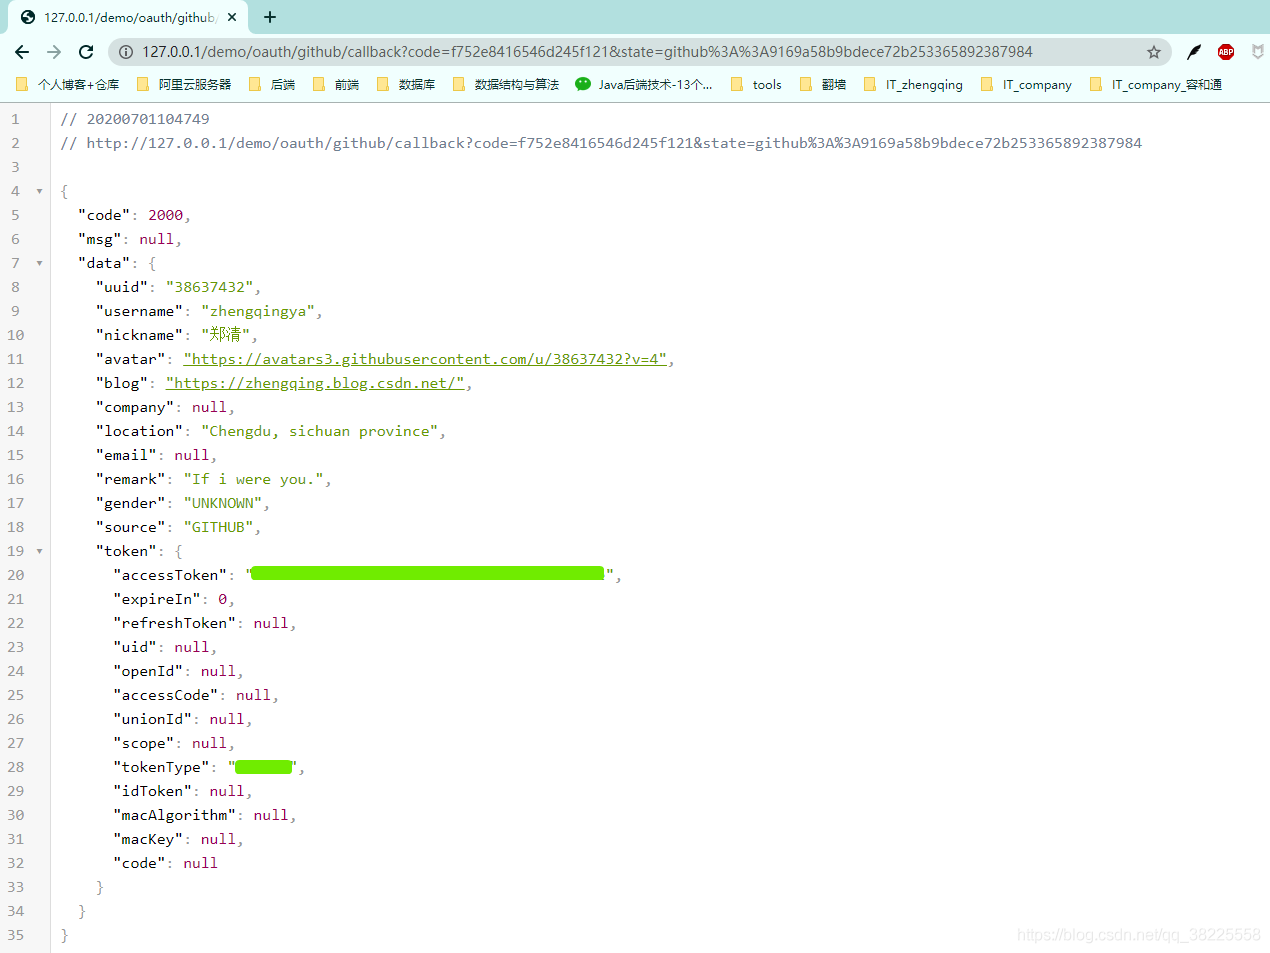 127.0.0.1/demo/oauth/github/
127.0.0.1/demo/oauth/github/callback?code=f752e8416546d245f121&state=github%3A%3A9169a58b9bdece72b253365892387984
ABP
个人博客+仓库 阿里云服务器 后端 前端 数据库 数据结构与算法 Java后端技术-13个... tools 翻墙 IT_zhengqing IT_company IT_company_容和通
1 // 20200701104749
2 // http://127.0.0.1/demo/oauth/github/callback?code=f752e8416546d245f121&state=github%3A%3A9169a58b9bdece72b253365892387984
3
4 {
5 "code": 2000,
6 "msg": null,
7 "data": {
8 "uuid": "38637432",
9 "username": "zhengqingya",
10 "nickname": "郑清",
11 "avatar": "https://avatars3.githubusercontent.com/u/38637432?v=4",
12 "blog": "https://zhengqing.blog.csdn.net/",
13 "company": null,
14 "location": "Chengdu, sichuan province",
15 "email": null,
16 "remark": "If i were you.",
17 "gender": "UNKNOWN",
18 "source": "GITHUB",
19 "token": {
20 "accessToken": "",
21 "expireIn": 0,
22 "refreshToken": null,
23 "uid": null,
24 "openId": null,
25 "accessCode": null,
26 "unionId": null,
27 "scope": null,
28 "tokenType": "",
29 "idToken": null,
30 "macAlgorithm": null,
31 "macKey": null,
32 "code": null
33 }
34 }
35 }
https://blog.csdn.net/qq_38225558